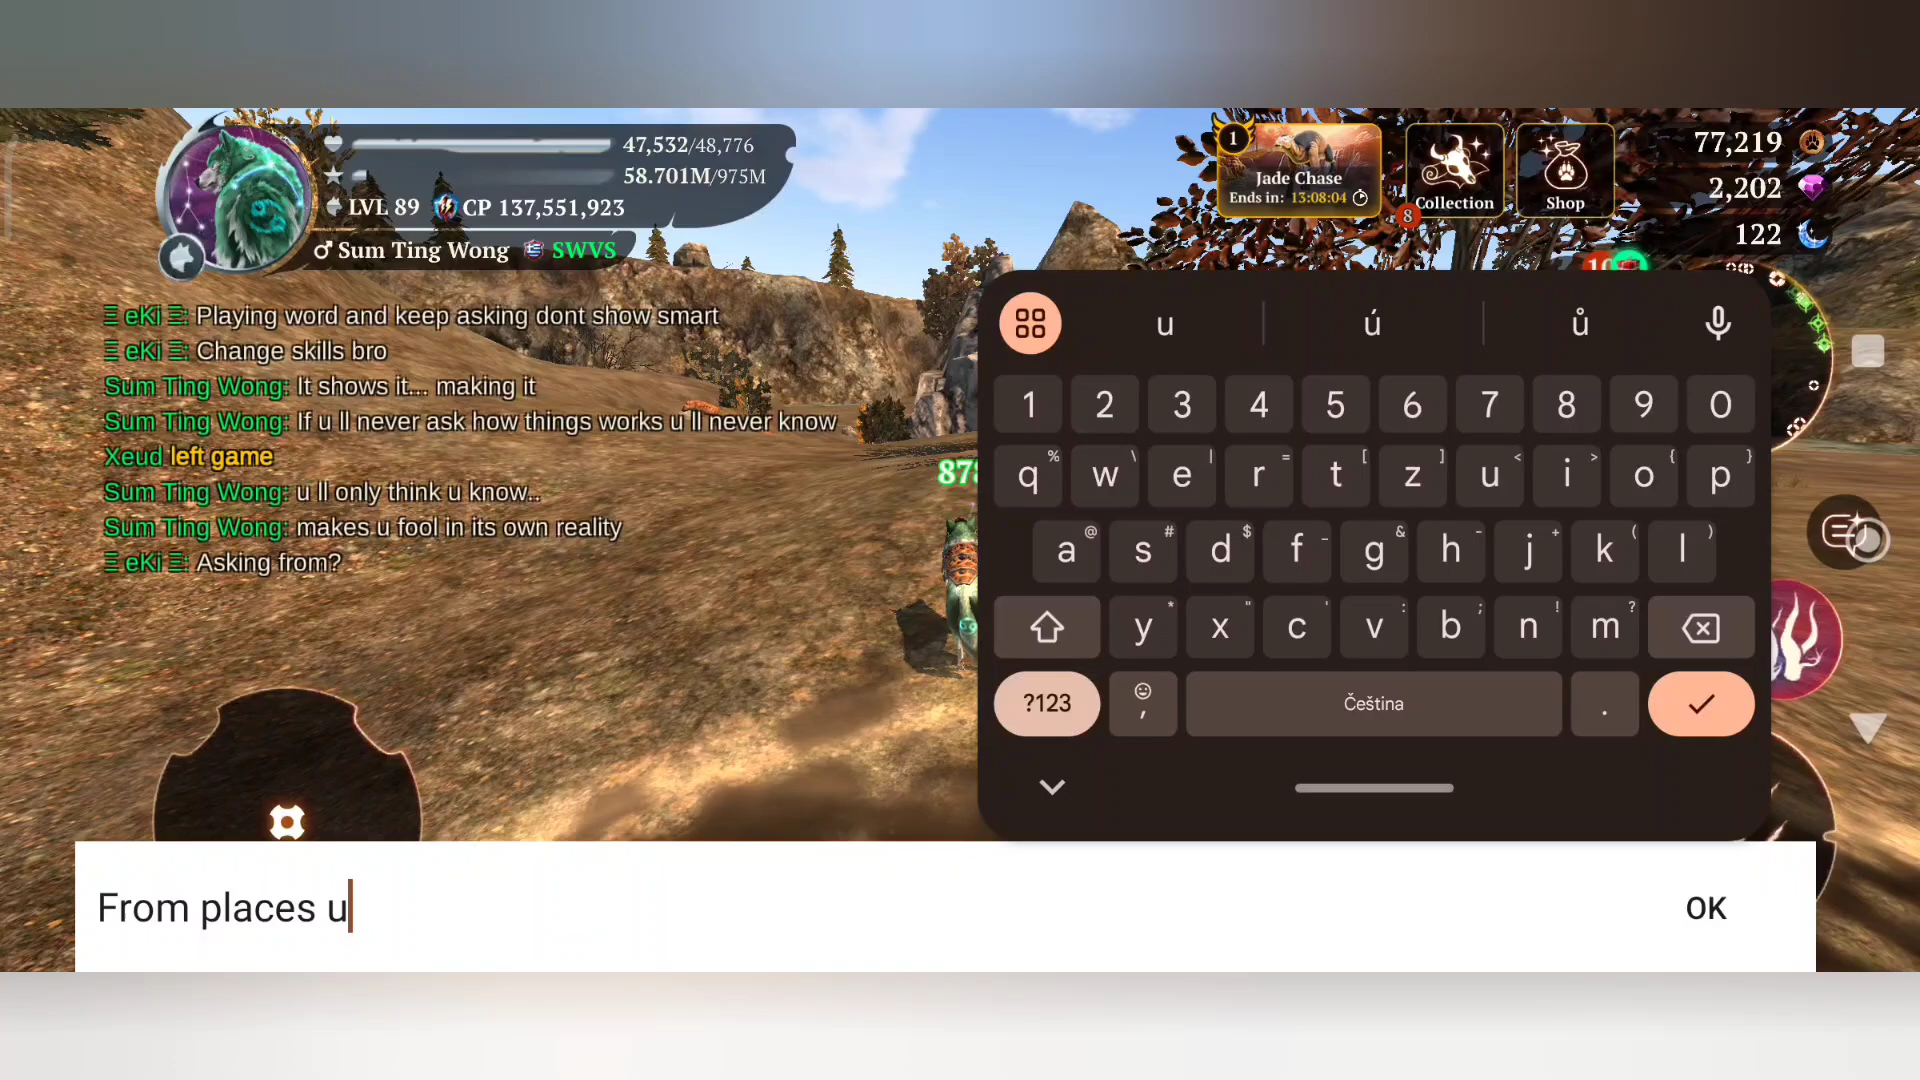 47,532/48,776
58.701M/975M
LVL 89 CP 137,551,923
♂ Sum Ting Wong SWVS
1
Jade Chase
Ends in: 13:08:04
8
Collection
Shop
77,219
2,202
122
10
Ξ eKi Ξ: Playing word and keep asking dont show smart
Ξ eKi Ξ: Change skills bro
Sum Ting Wong: It shows it... making it
Sum Ting Wong: If u ll never ask how things works u ll never know
Xeud left game
Sum Ting Wong: u ll only think u know..
Sum Ting Wong: makes u fool in its own reality
Ξ eKi Ξ: Asking from?
878
u ú ů
1 2 3 4 5 6 7 8 9 0
% \ | = [ ] < > { }
q w e r t z u i o p
@ # $ _ & - + ( )
a s d f g h j k l
* " ' : ; ! ?
y x c v b n m
?123 , Čeština .
From places u
OK